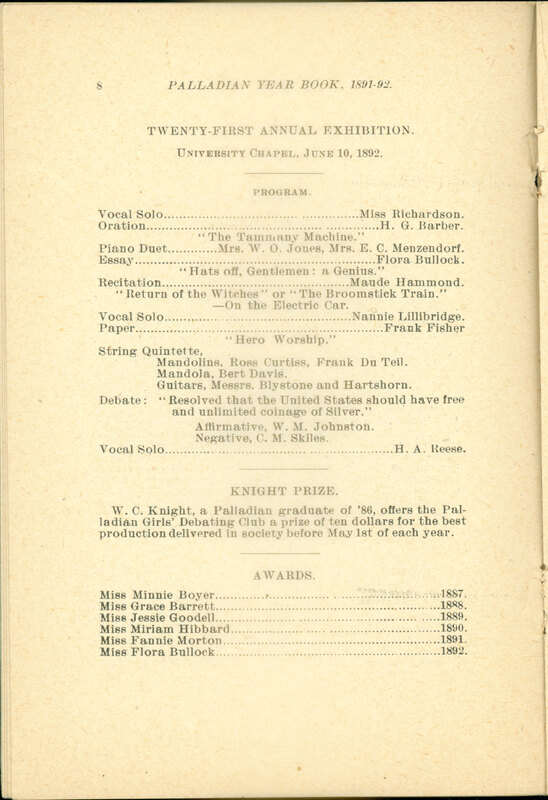 8 PALLADIAN YEAR BOOK, 1891-92.
TWENTY-FIRST ANNUAL EXHIBITION.
UNIVERSITY CHAPEL, JUNE 10, 1892.
PROGRAM.
Vocal Solo........................................Miss Richardson.
Oration...........................................H. G. Barber.
"The Tammany Machine."
Piano Duet...........Mrs. W. O. Jones, Mrs. E. C. Menzendorf.
Essay.............................................Flora Bullock.
"Hats off, Gentlemen: a Genius."
Recitation........................................Maude Hammond.
"Return of the Witches" or "The Broomstick Train."
—On the Electric Car.
Vocal Solo........................................Nannie Lillibridge.
Paper.............................................Frank Fisher
"Hero Worship."
String Quintette,
Mandolins. Ross Curtiss, Frank Du Teil.
Mandola, Bert Davis.
Guitars, Messrs. Blystone and Hartshorn.
Debate: "Resolved that the United States should have free
and unlimited coinage of Silver."
Affirmative, W. M. Johnston.
Negative, C. M. Skiles.
Vocal Solo........................................H. A. Reese.
KNIGHT PRIZE.
W. C. Knight, a Palladian graduate of '86, offers the Pal-
ladian Girls' Debating Club a prize of ten dollars for the best
production delivered in society before May 1st of each year.
AWARDS.
Miss Minnie Boyer.................................1887.
Miss Grace Barrett................................1888.
Miss Jessie Goodell...............................1889.
Miss Miriam Hibbard...............................1890.
Miss Fannie Morton................................1891.
Miss Flora Bullock................................1892.